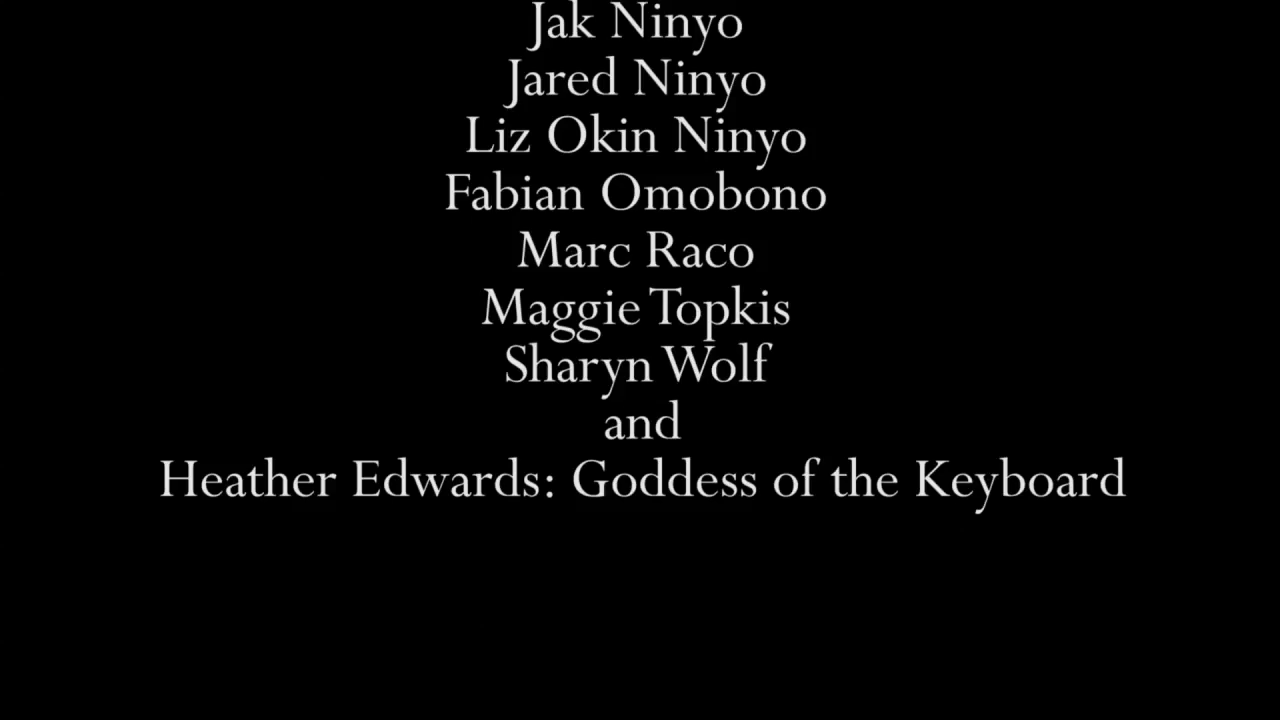 Jak Ninyo
Jared Ninyo
Liz Okin Ninyo
Fabian Omobono
Marc Raco
Maggie Topkis
Sharyn Wolf
and
Heather Edwards: Goddess of the Keyboard